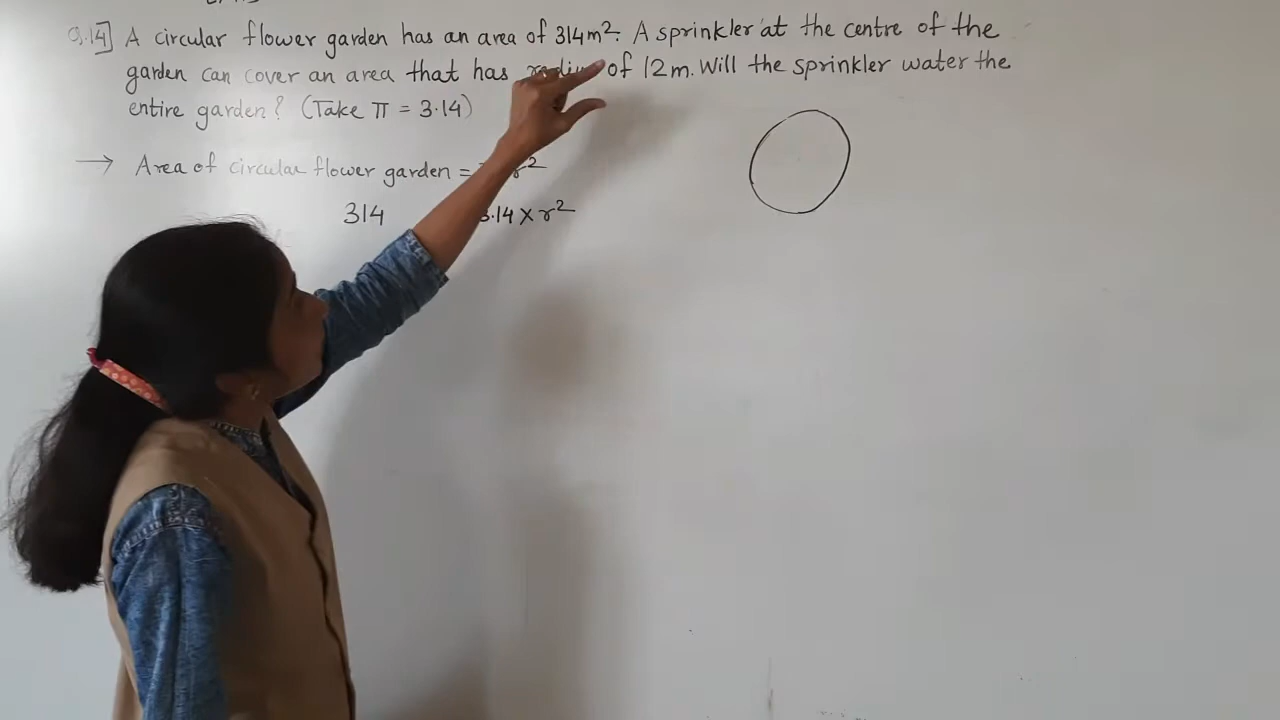 Q.14] A circular flower garden has an area of 314m². A sprinkler at the centre of the
garden can cover an area that has radius of 12m. Will the sprinkler water the
entire garden? (Take π = 3.14)
→ Area of circular flower garden = r²
314 3.14 × r²